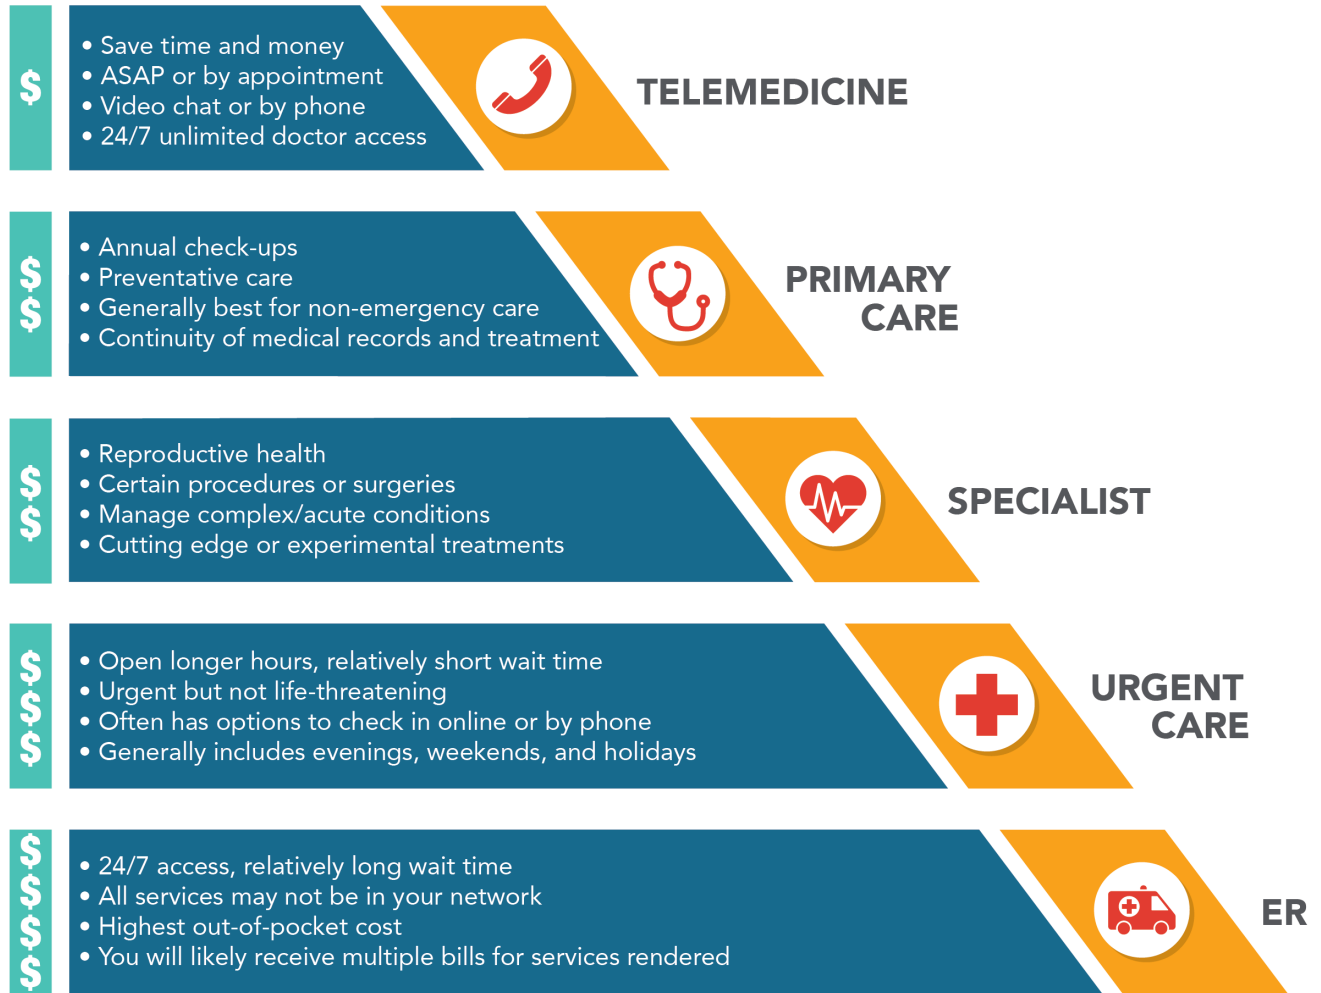 $
• Save time and money
• ASAP or by appointment
• Video chat or by phone
• 24/7 unlimited doctor access
TELEMEDICINE
$
$
• Annual check-ups
• Preventative care
• Generally best for non-emergency care
• Continuity of medical records and treatment
PRIMARY
CARE
$
$
• Reproductive health
• Certain procedures or surgeries
• Manage complex/acute conditions
• Cutting edge or experimental treatments
SPECIALIST
$
$
$
• Open longer hours, relatively short wait time
• Urgent but not life-threatening
• Often has options to check in online or by phone
• Generally includes evenings, weekends, and holidays
URGENT
CARE
$
$
$
$
• 24/7 access, relatively long wait time
• All services may not be in your network
• Highest out-of-pocket cost
• You will likely receive multiple bills for services rendered
ER